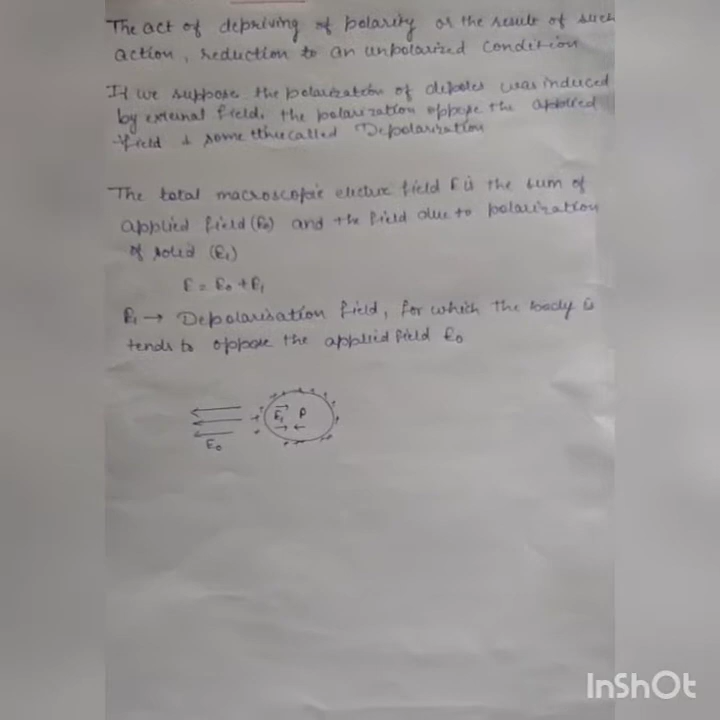 The act of depriving of polarity or the result of such
action, reduction to an unpolarized condition
If we suppose the polarization of dipoles was induced
by external field, the polarization oppose the applied
field & some time called Depolarization
The total macroscopic electric field E is the sum of
applied field (E₀) and the field due to polarization
of solid (E₁)
E = E₀ + E₁
E₁ → Depolarisation field, for which the body is
tends to oppose the applied field E₀
E₁ P
E₀
InShOt